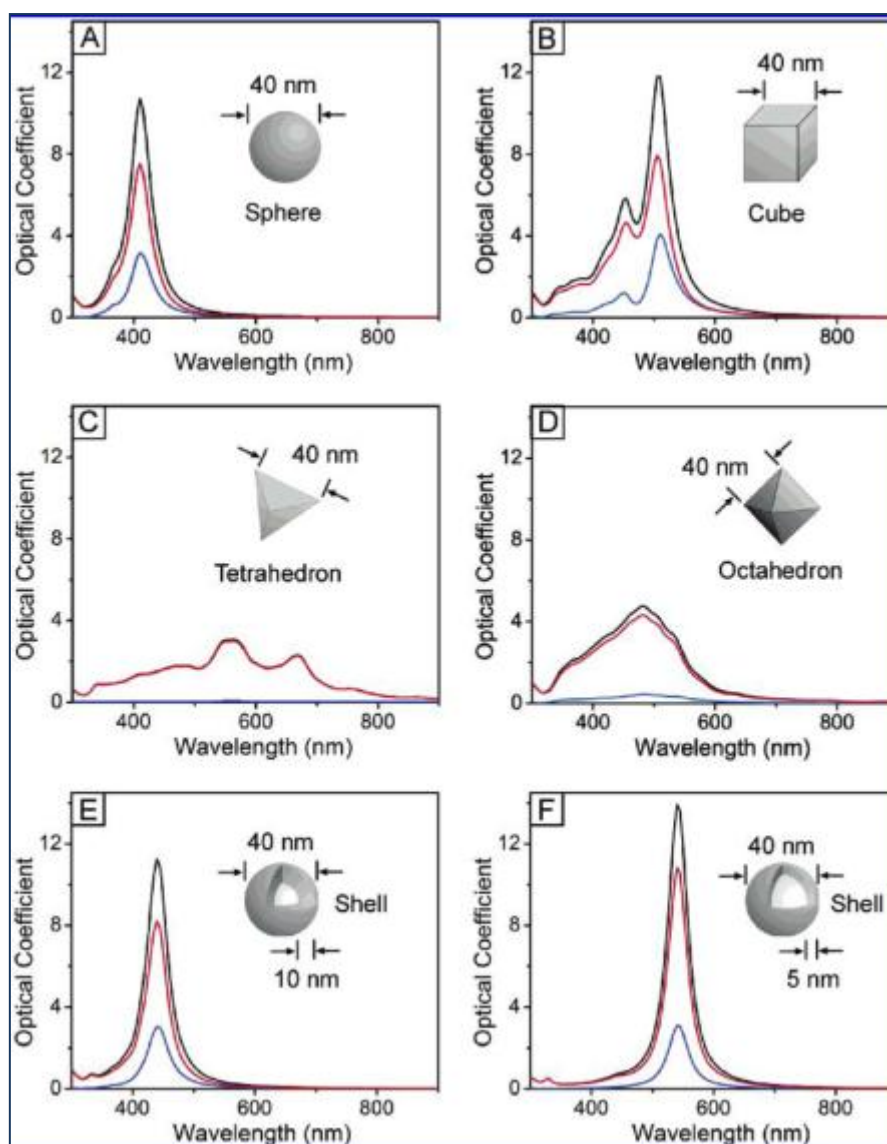 A
Optical Coefficient
12
8
4
0
40 nm
Sphere
400 600 800
Wavelength (nm)
B
Optical Coefficient
12
8
4
0
40 nm
Cube
400 600 800
Wavelength (nm)
C
Optical Coefficient
12
8
4
0
40 nm
Tetrahedron
400 600 800
Wavelength (nm)
D
Optical Coefficient
12
8
4
0
40 nm
Octahedron
400 600 800
Wavelength (nm)
E
Optical Coefficient
12
8
4
0
40 nm
Shell
10 nm
400 600 800
Wavelength (nm)
F
Optical Coefficient
12
8
4
0
40 nm
Shell
5 nm
400 600 800
Wavelength (nm)